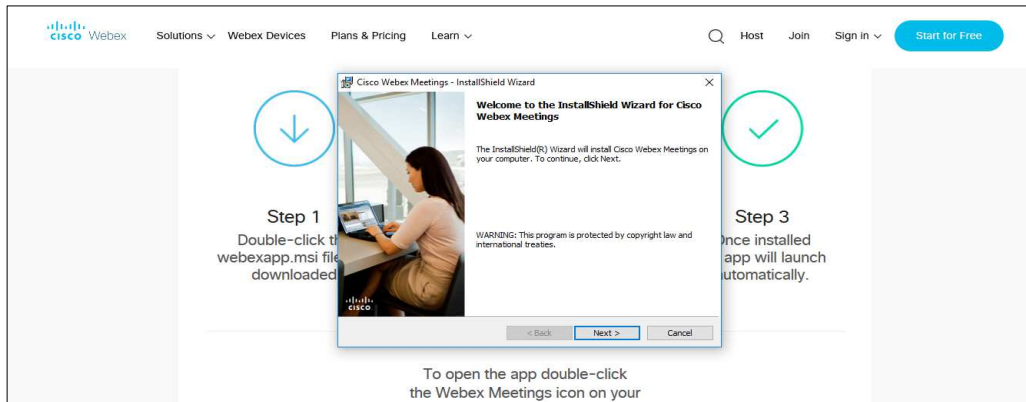 CISCO Webex
Solutions Webex Devices Plans & Pricing Learn Host Join Sign in Start for Free
Cisco Webex Meetings - InstallShield Wizard
Welcome to the InstallShield Wizard for Cisco
Webex Meetings
The InstallShield(R) Wizard will install Cisco Webex Meetings on
your computer. To continue, click Next.
WARNING: This program is protected by copyright law and
international treaties.
CISCO
< Back Next > Cancel
Step 1
Double-click
webexapp.msi
downloaded
Step 3
installed
app will launch
To open the app double-click
the Webex Meetings icon on your